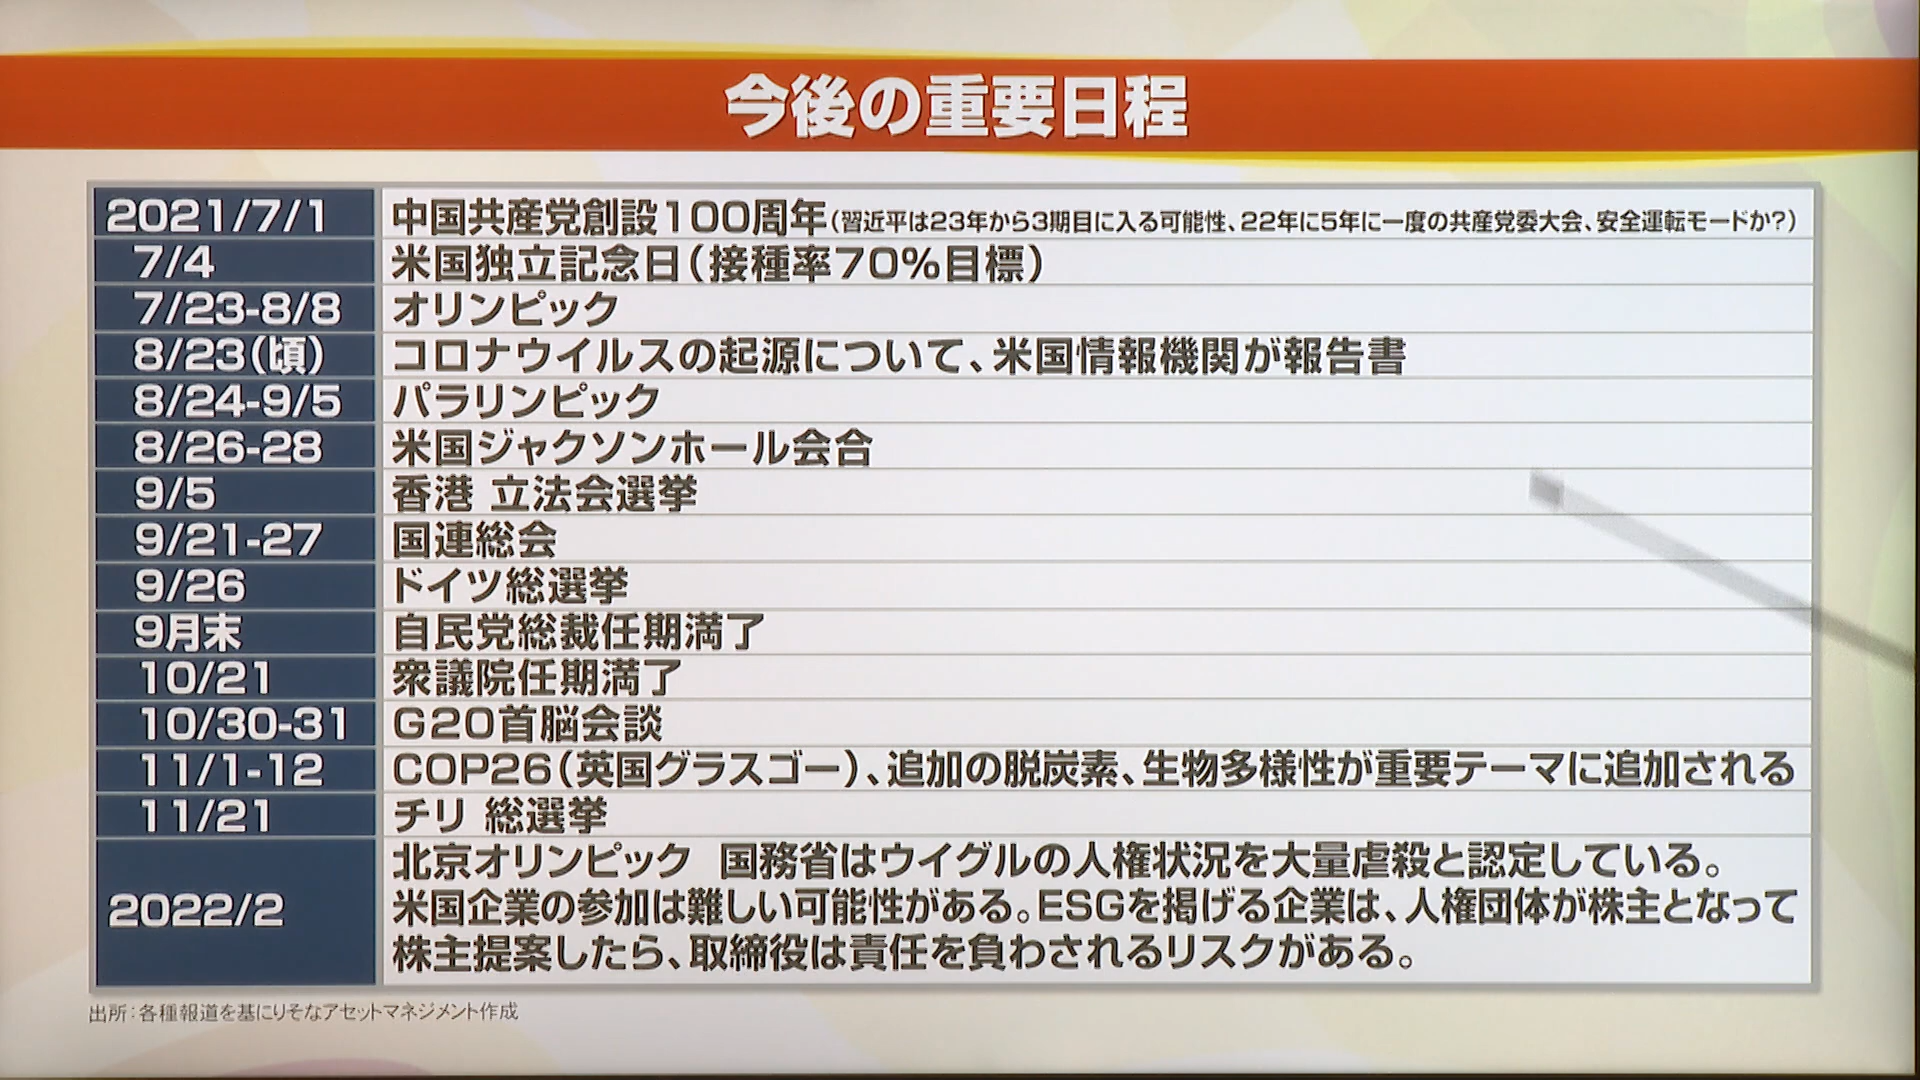 今後の重要日程
2021/7/1 中国共産党創設100周年(習近平は23年から3期目に入る可能性、22年に5年に一度の共産党委大会、安全運転モードか?)
7/4 米国独立記念日(接種率70%目標)
7/23-8/8 オリンピック
8/23(頃) コロナウイルスの起源について、米国情報機関が報告書
8/24-9/5 パラリンピック
8/26-28 米国ジャクソンホール会合
9/5 香港 立法会選挙
9/21-27 国連総会
9/26 ドイツ総選挙
9月末 自民党総裁任期満了
10/21 衆議院任期満了
10/30-31 G20首脳会談
11/1-12 COP26(英国グラスゴー)、追加の脱炭素、生物多様性が重要テーマに追加される
11/21 チリ 総選挙
2022/2 北京オリンピック 国務省はウイグルの人権状況を大量虐殺と認定している。
米国企業の参加は難しい可能性がある。ESGを掲げる企業は、人権団体が株主となって
株主提案したら、取締役は責任を負わされるリスクがある。
出所:各種報道を基にりそなアセットマネジメント作成